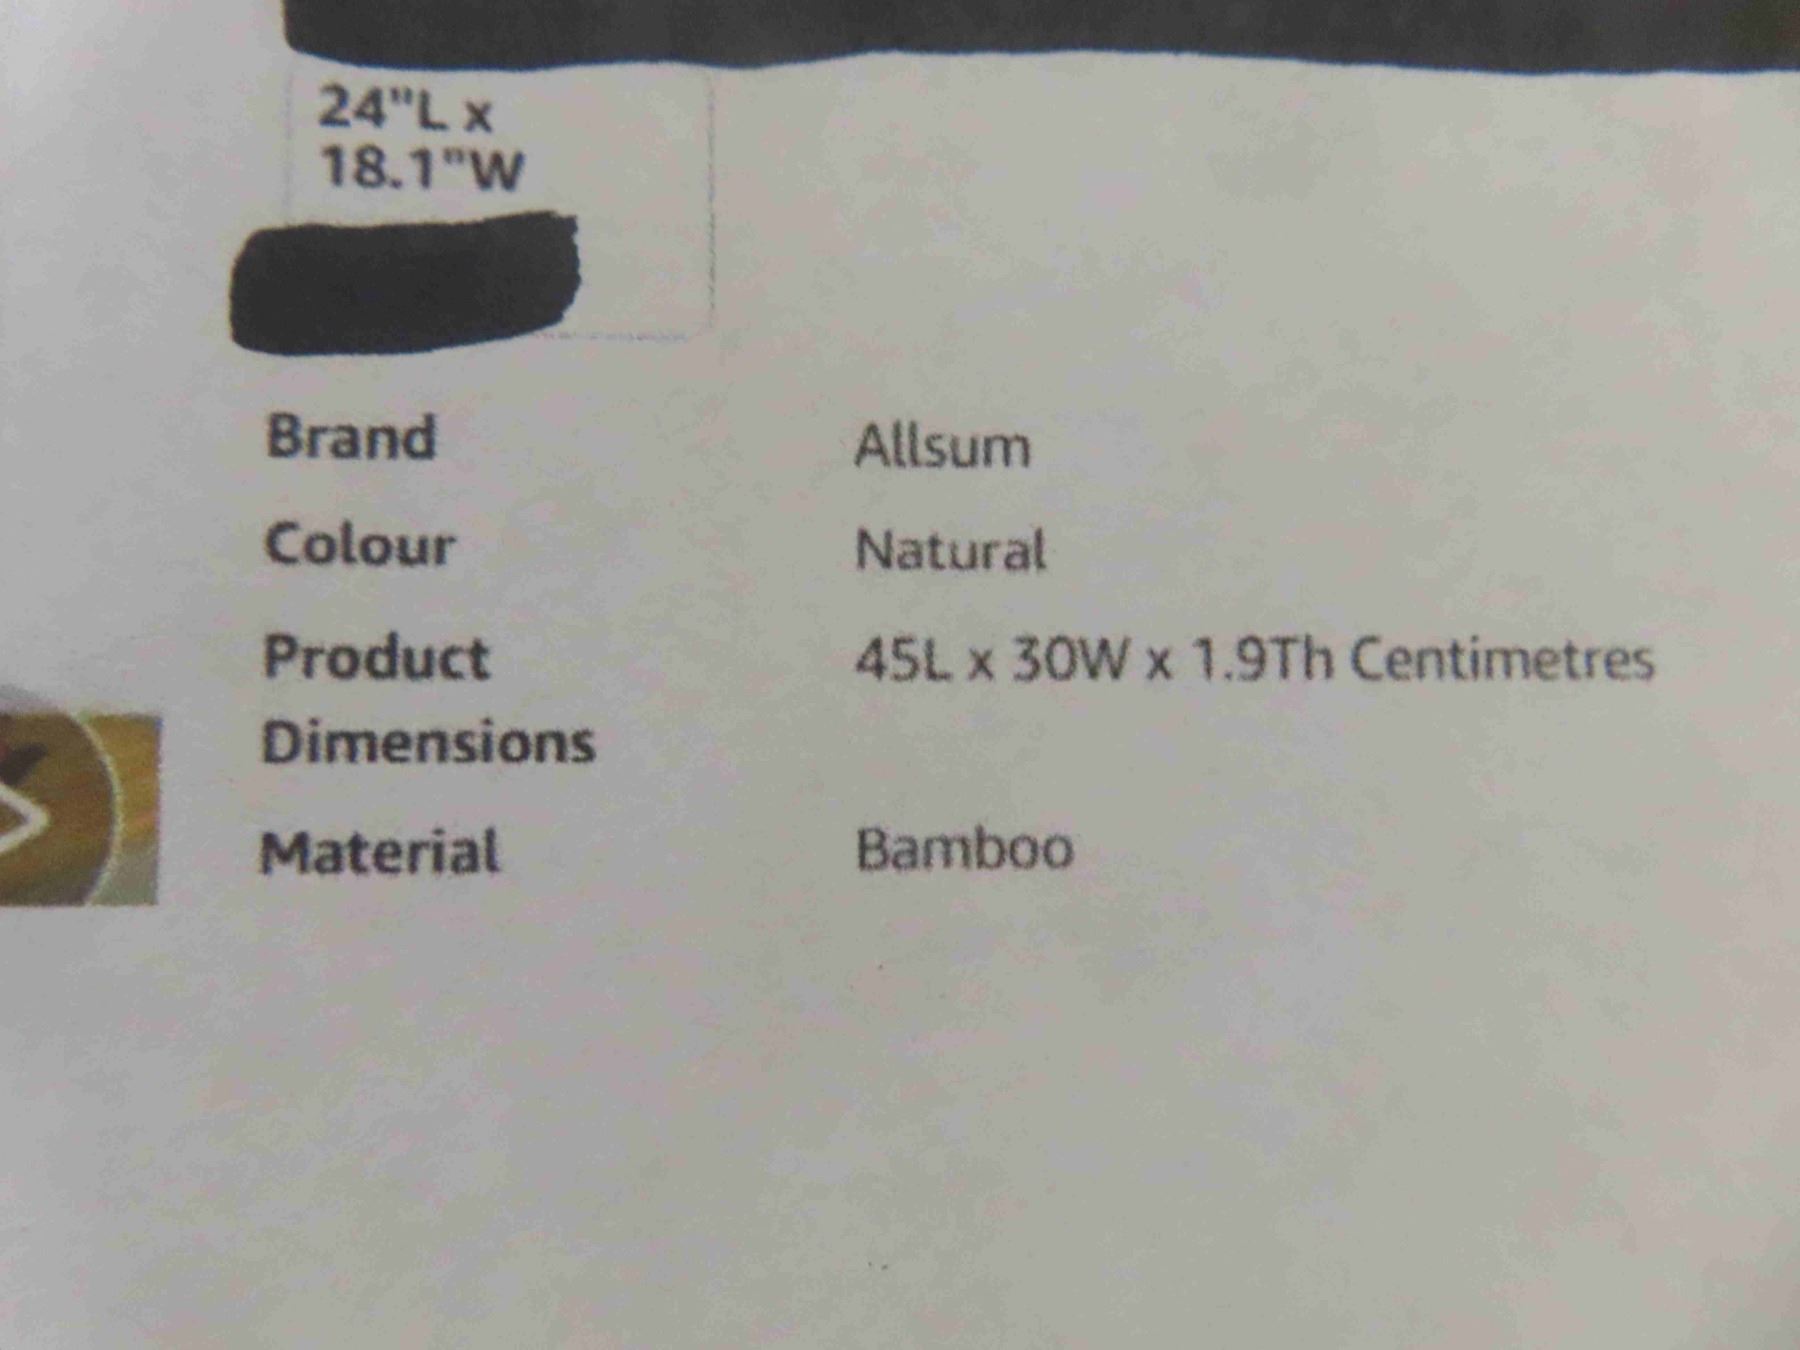 24"L x
18.1"W
Brand Allsum
Colour Natural
Product 45L x 30W x 1.9Th Centimetres
Dimensions
Material Bamboo